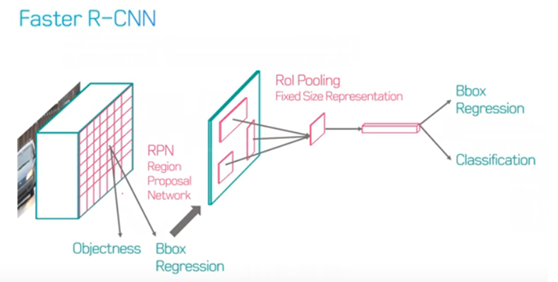 Faster R-CNN
RoI Pooling
Fixed Size Representation
Bbox
Regression
RPN
Region
Proposal
Network
Classification
Objectness
Bbox
Regression